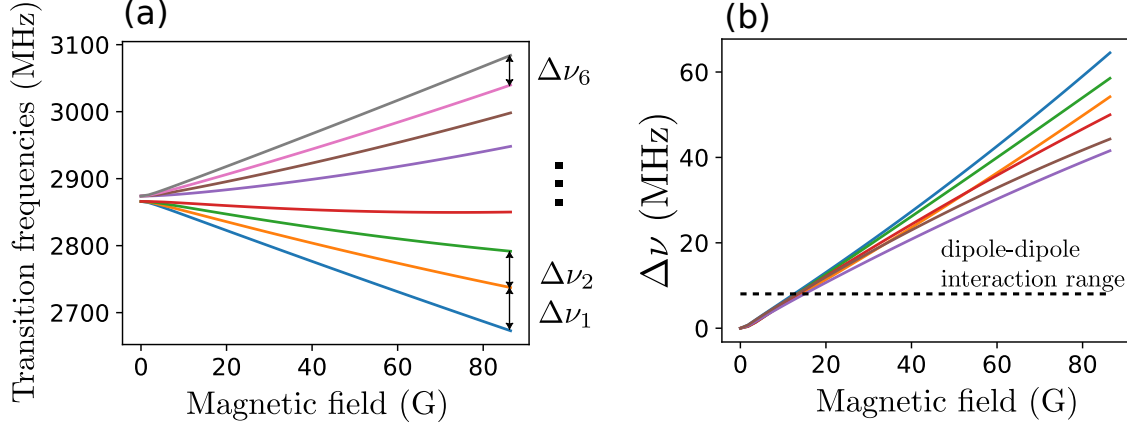 (a)
Transition frequencies (MHz)
3100
3000
2900
2800
2700
0
20
40
60
80
Magnetic field (G)
Δν₆
Δν₂
Δν₁
(b)
Δν (MHz)
60
40
20
0
dipole-dipole
interaction range
0
20
40
60
80
Magnetic field (G)